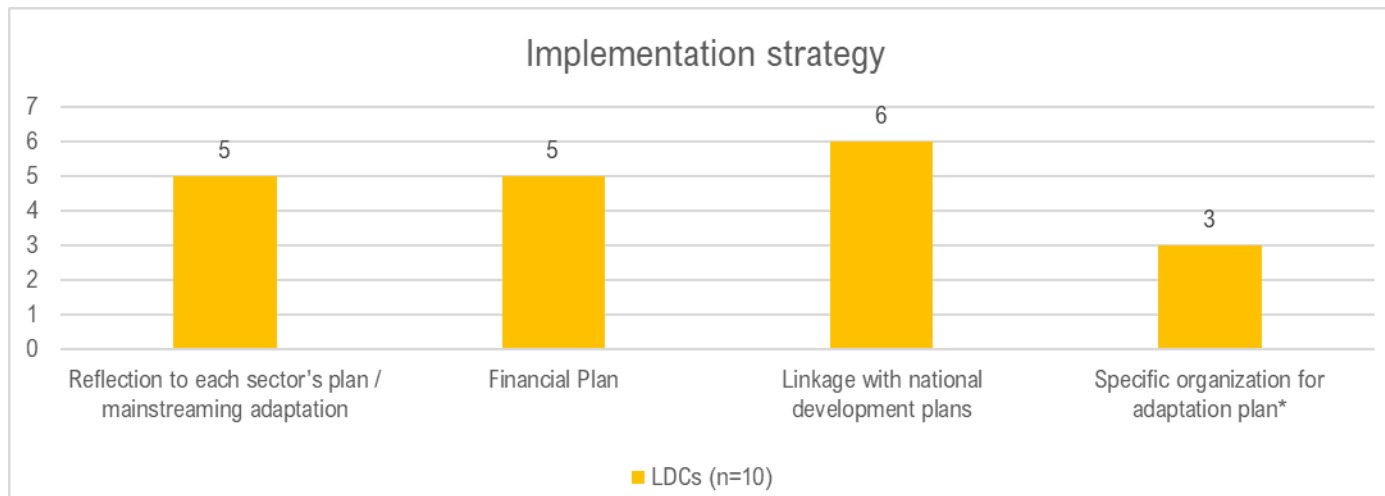 Implementation strategy
7
6
5
4
3
2
1
0
5
5
6
3
Reflection to each sector's plan /
mainstreaming adaptation
Financial Plan
Linkage with national
development plans
Specific organization for
adaptation plan*
LDCs (n=10)